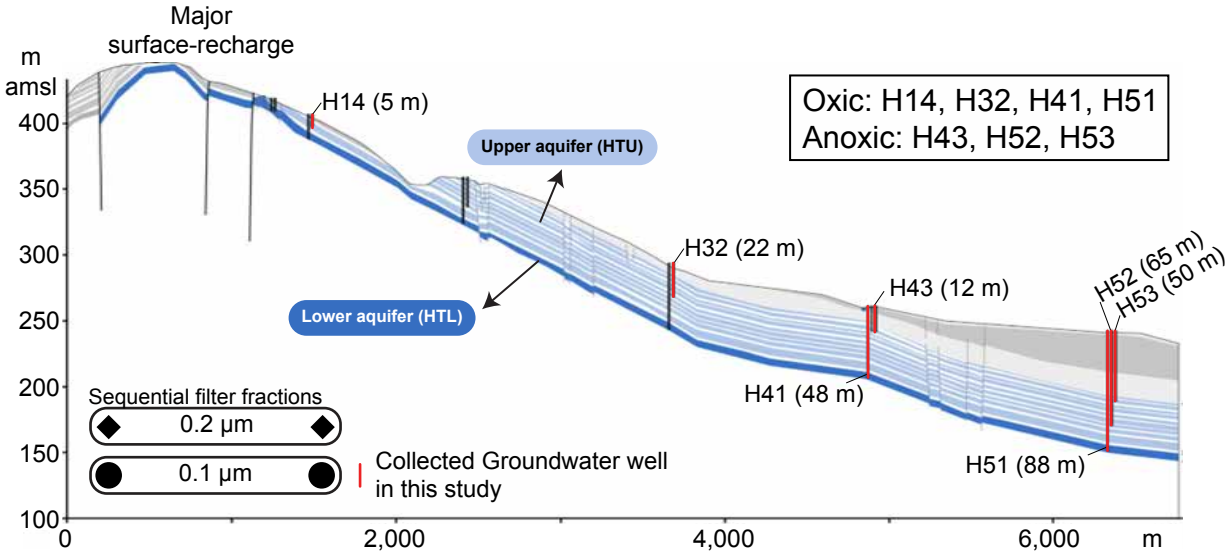 Major
surface-recharge
m
amsl
400
350
300
250
200
150
100
H14 (5 m)
Oxic: H14, H32, H41, H51
Anoxic: H43, H52, H53
Upper aquifer (HTU)
H32 (22 m)
H52 (65 m)
H53 (50 m)
H43 (12 m)
Lower aquifer (HTL)
H41 (48 m)
Sequential filter fractions
0.2 µm
0.1 µm
Collected Groundwater well
in this study
H51 (88 m)
0
2,000
4,000
6,000
m